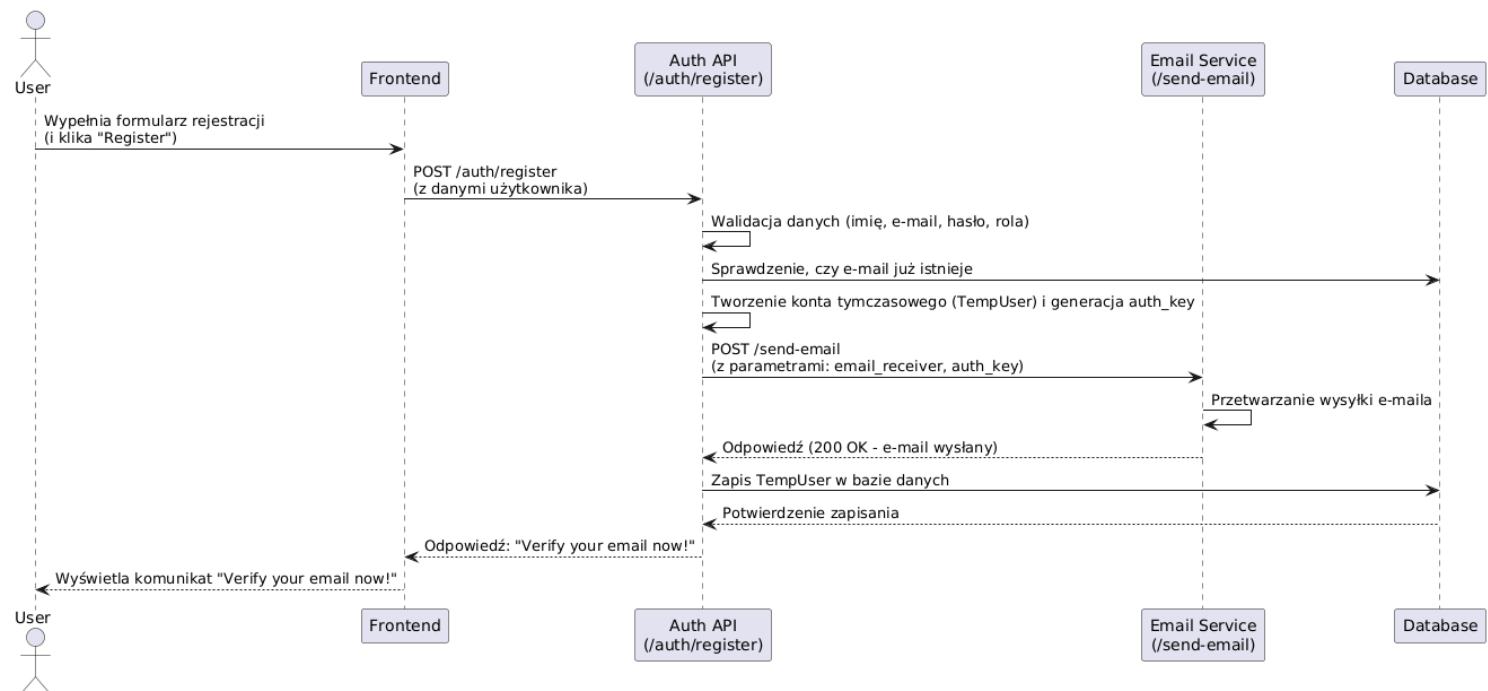 User
Frontend
Auth API
(/auth/register)
Email Service
(/send-email)
Database
Wypełnia formularz rejestracji
(i klika "Register")
POST /auth/register
(z danymi użytkownika)
Walidacja danych (imię, e-mail, hasło, rola)
Sprawdzenie, czy e-mail już istnieje
Tworzenie konta tymczasowego (TempUser) i generacja auth_key
POST /send-email
(z parametrami: email_receiver, auth_key)
Przetwarzanie wysyłki e-maila
Odpowiedź (200 OK - e-mail wysłany)
Zapis TempUser w bazie danych
Potwierdzenie zapisania
Odpowiedź: "Verify your email now!"
Wyświetla komunikat "Verify your email now!"
User
Frontend
Auth API
(/auth/register)
Email Service
(/send-email)
Database